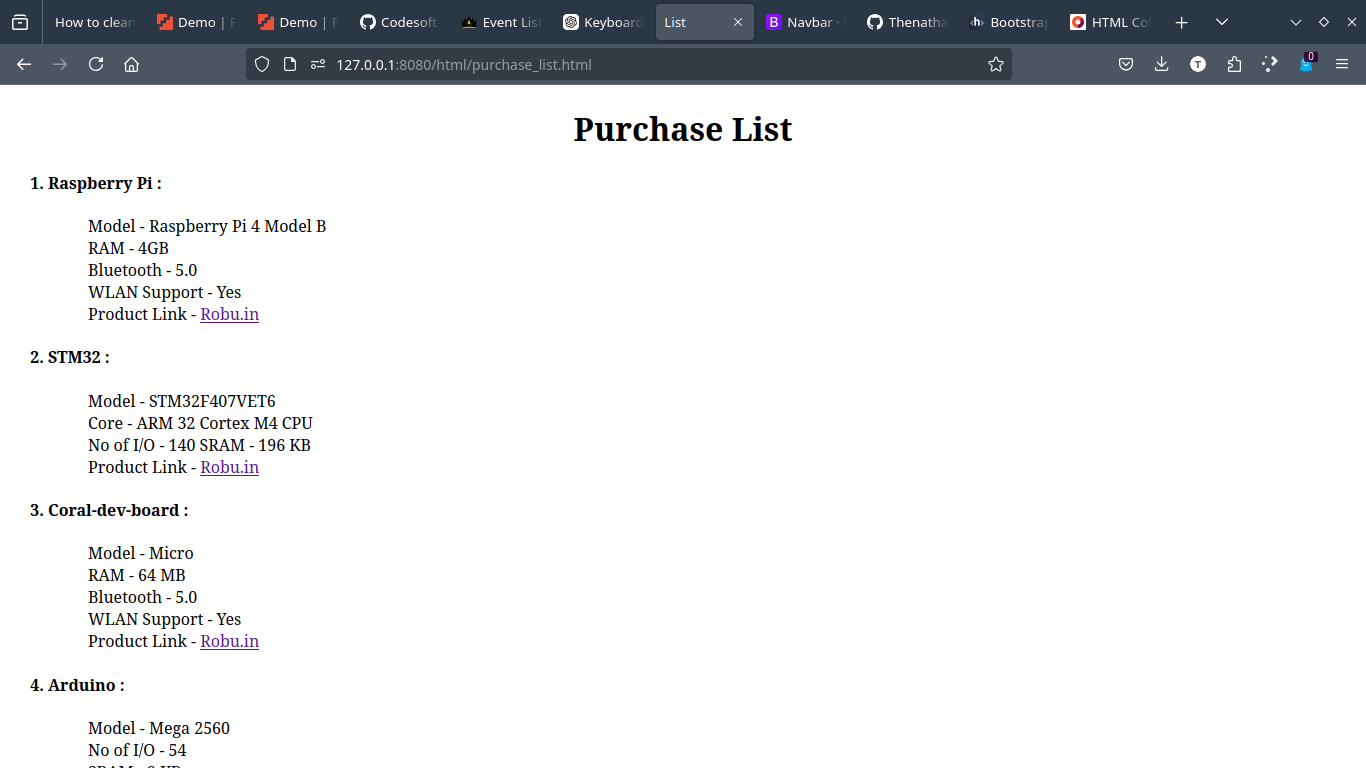 How to clean
Demo | F
Demo | F
Codesoft
Event List
Keyboard
List
Navbar ·
Thenatha
Bootstrap
HTML Co
127.0.0.1:8080/html/purchase_list.html
T
0
Purchase List
1. Raspberry Pi :
Model - Raspberry Pi 4 Model B
RAM - 4GB
Bluetooth - 5.0
WLAN Support - Yes
Product Link - Robu.in
2. STM32 :
Model - STM32F407VET6
Core - ARM 32 Cortex M4 CPU
No of I/O - 140 SRAM - 196 KB
Product Link - Robu.in
3. Coral-dev-board :
Model - Micro
RAM - 64 MB
Bluetooth - 5.0
WLAN Support - Yes
Product Link - Robu.in
4. Arduino :
Model - Mega 2560
No of I/O - 54